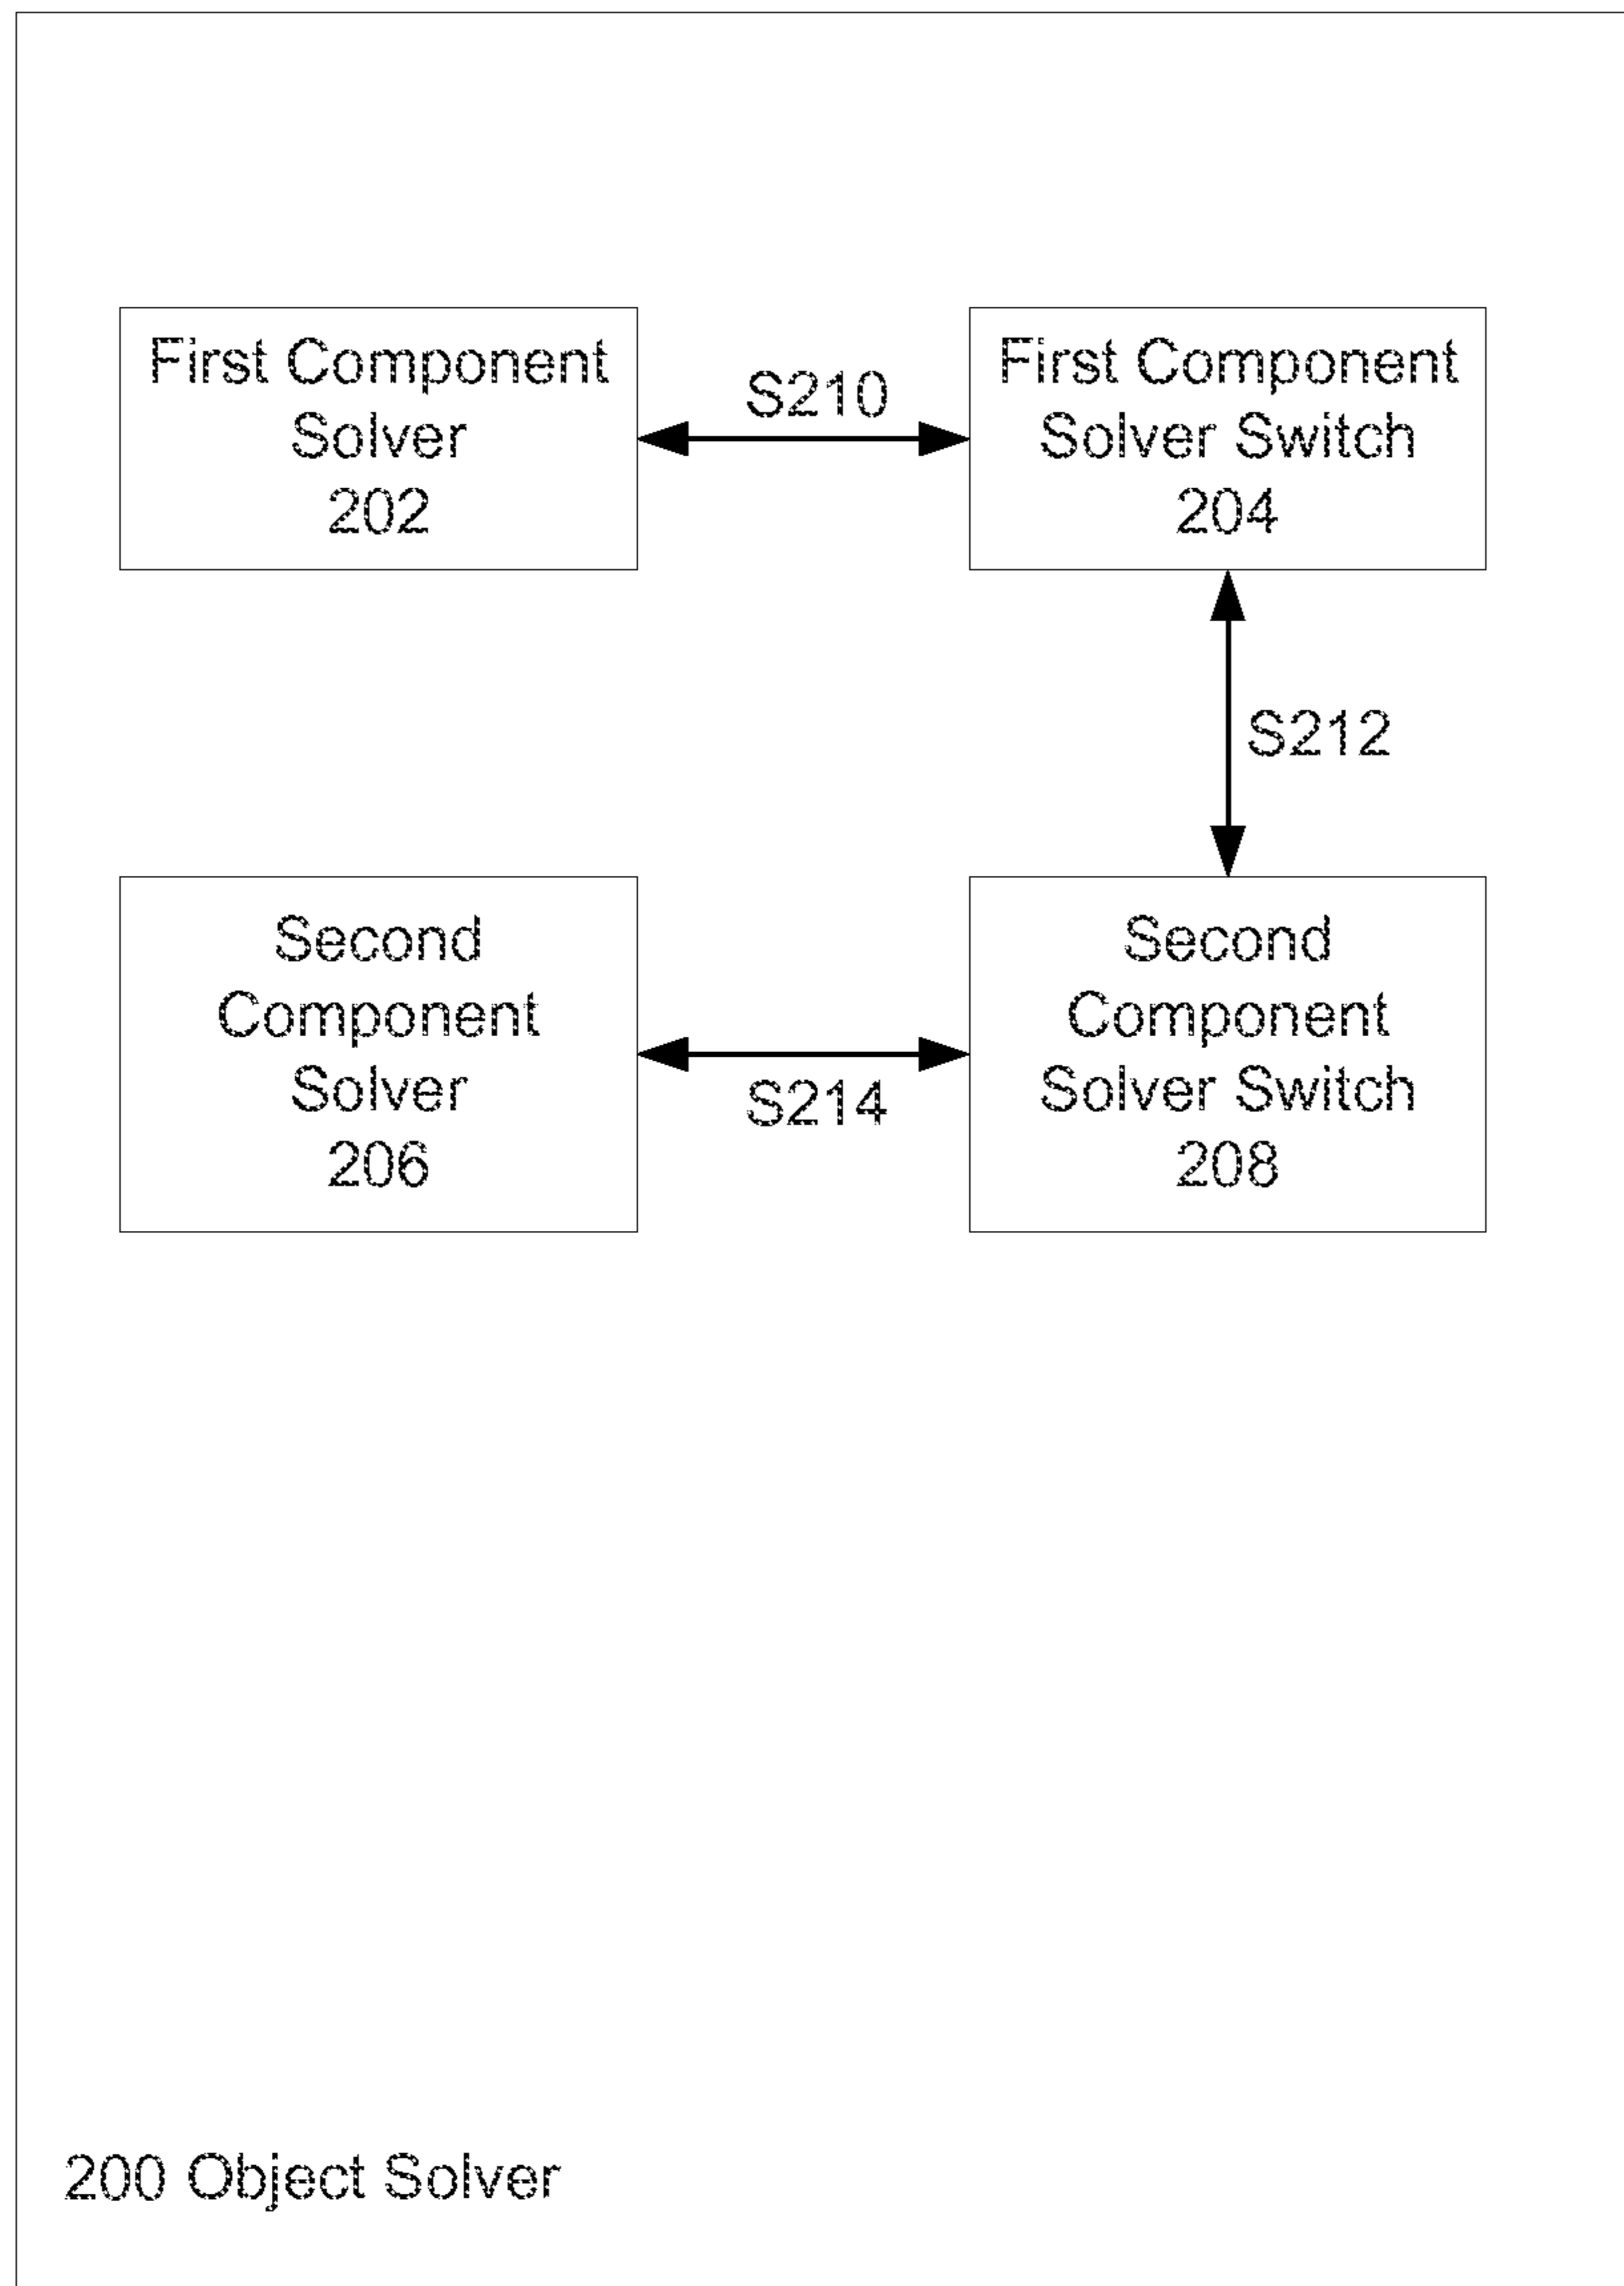 First Component
Solver
202
S210
First Component
Solver Switch
204
S212
Second
Component
Solver
206
S214
Second
Component
Solver Switch
208
200 Object Solver